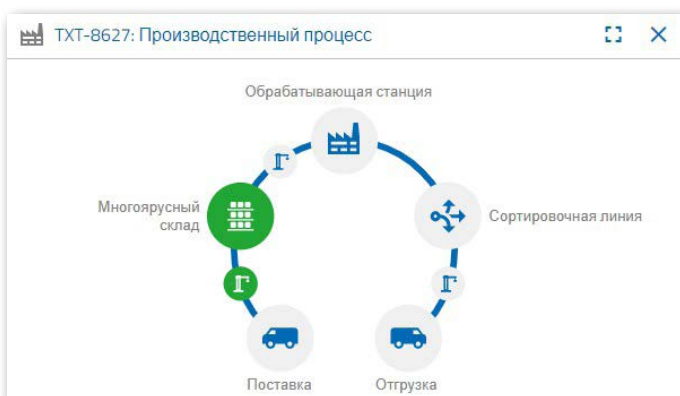 TXT-8627: Производственный процесс
Обрабатывающая станция
Многоярусный
склад
Сортировочная линия
Поставка
Отгрузка